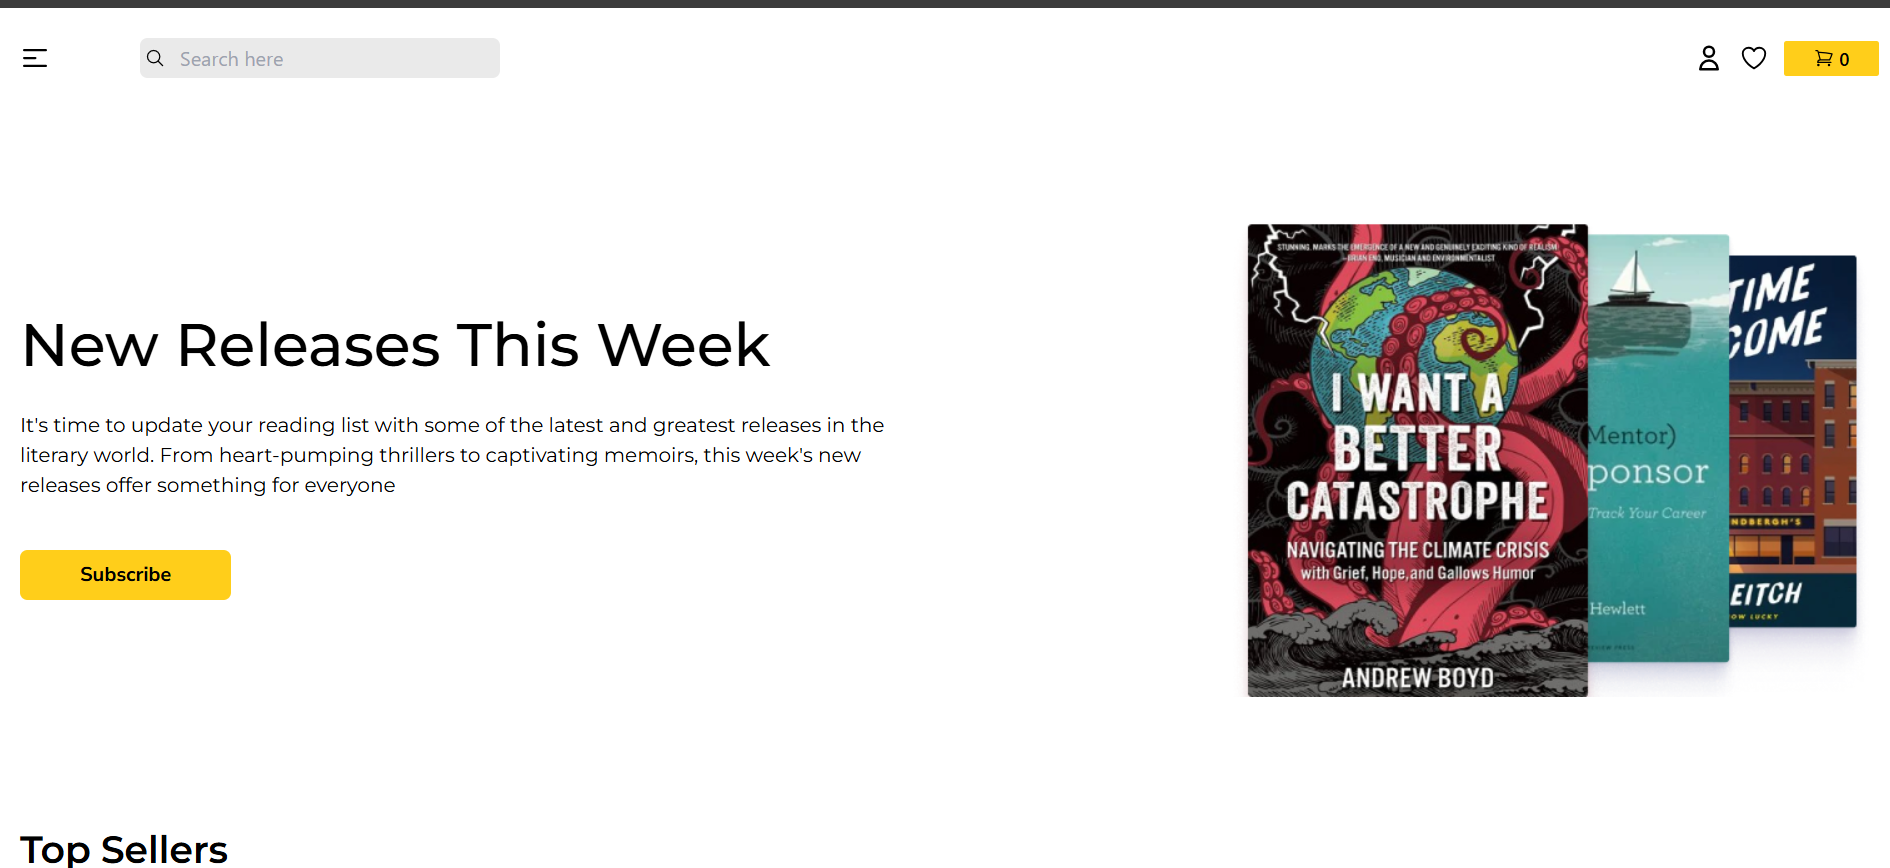 Search here
0
New Releases This Week
It's time to update your reading list with some of the latest and greatest releases in the
literary world. From heart-pumping thrillers to captivating memoirs, this week's new
releases offer something for everyone
Subscribe
STUNNING. MARKS THE EMERGENCE OF A NEW AND GENUINELY EXCITING KIND OF REALISM
–BRIAN ENO, MUSICIAN AND ENVIRONMENTALIST
I WANT A
BETTER
CATASTROPHE
NAVIGATING THE CLIMATE CRISIS
with Grief, Hope, and Gallows Humor
ANDREW BOYD
Mentor)
ponsor
Track Your Career
Hewlett
TIME
COME
NDBERGH'S
EITCH
OW LUCKY
Top Sellers